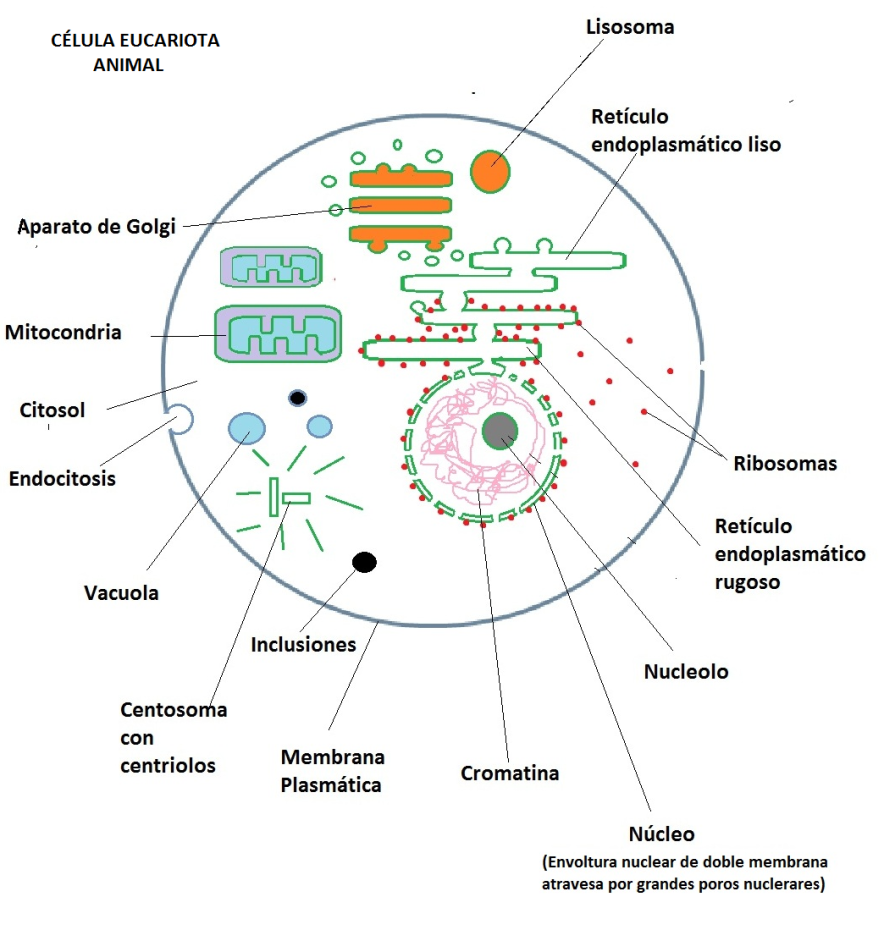 CÉLULA EUCARIOTA
ANIMAL
Lisosoma
Retículo
endoplasmático liso
Aparato de Golgi
Mitocondria
Citosol
Endocitosis
Ribosomas
Retículo
endoplasmático
rugoso
Vacuola
Inclusiones
Nucleolo
Centosoma
con
centriolos
Membrana
Plasmática
Cromatina
Núcleo
(Envoltura nuclear de doble membrana
atravesa por grandes poros nuclerares)